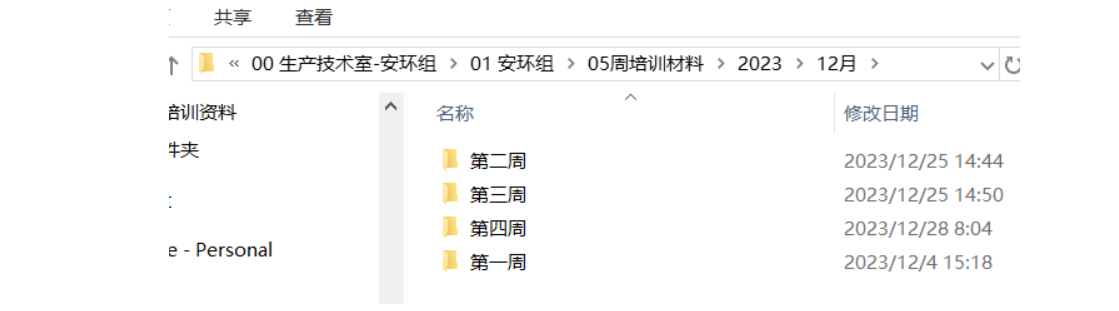 共享 查看
« 00 生产技术室-安环组 > 01 安环组 > 05周培训材料 > 2023 > 12月 >
培训资料
件夹
e - Personal
名称 修改日期
第二周 2023/12/25 14:44
第三周 2023/12/25 14:50
第四周 2023/12/28 8:04
第一周 2023/12/4 15:18